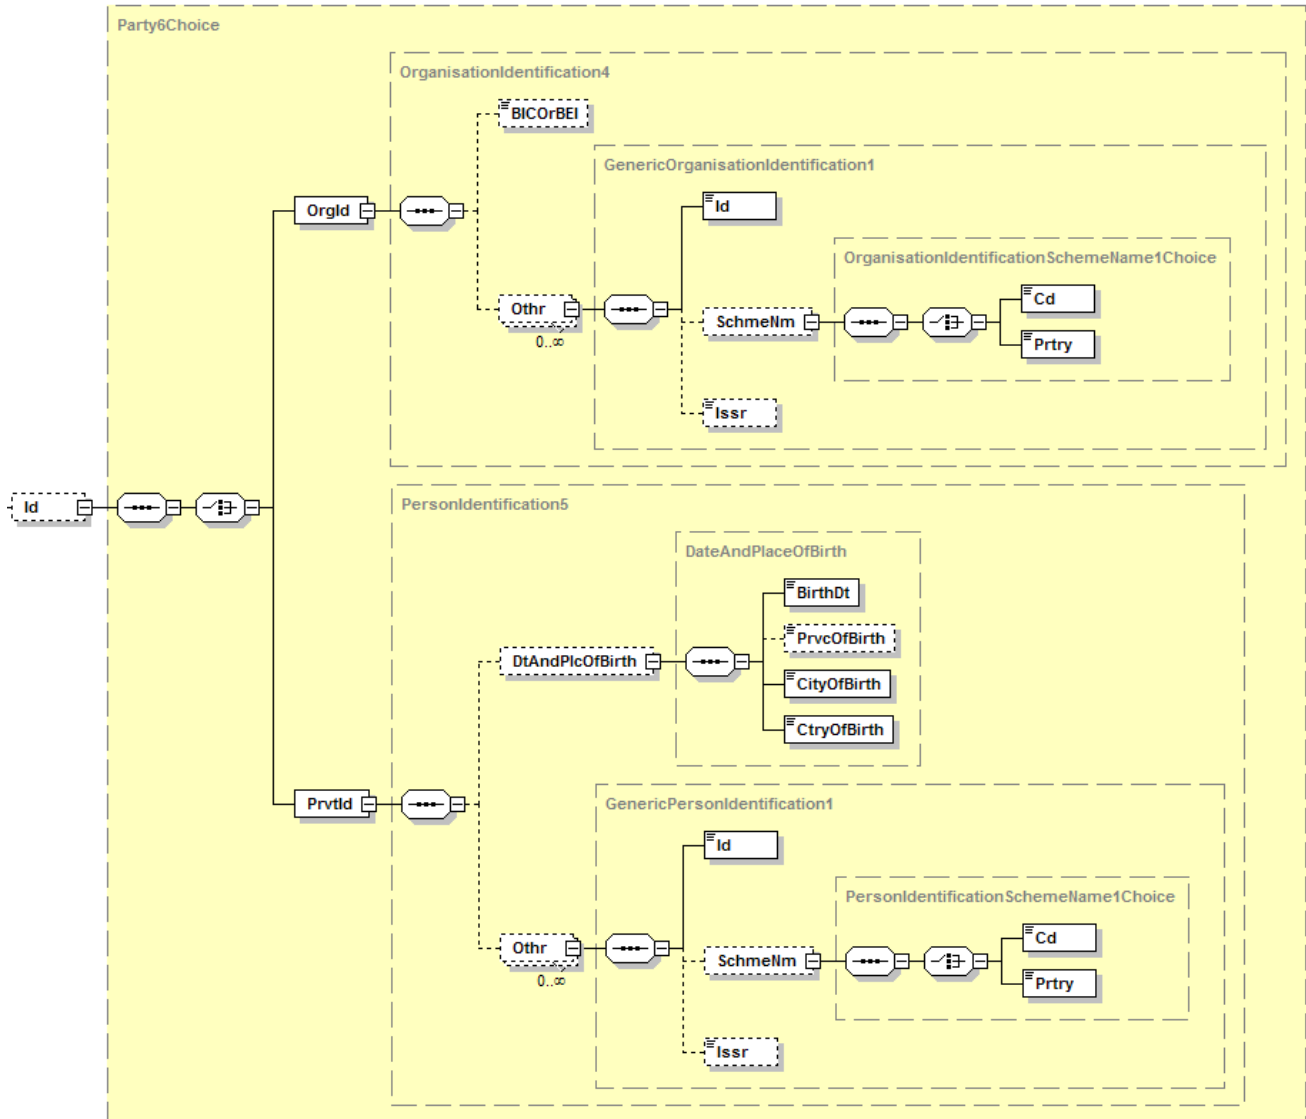 Party6Choice
OrganisationIdentification4
BICOrBEI
GenericOrganisationIdentification1
Id
OrgId
OrganisationIdentificationSchemeName1Choice
Cd
Othr
SchmeNm
0..∞
Prtry
Issr
Id
PersonIdentification5
DateAndPlaceOfBirth
BirthDt
PrvcOfBirth
DtAndPlcOfBirth
CityOfBirth
CtryOfBirth
PrvtId
GenericPersonIdentification1
Id
PersonIdentificationSchemeName1Choice
Cd
Othr
SchmeNm
0..∞
Prtry
Issr